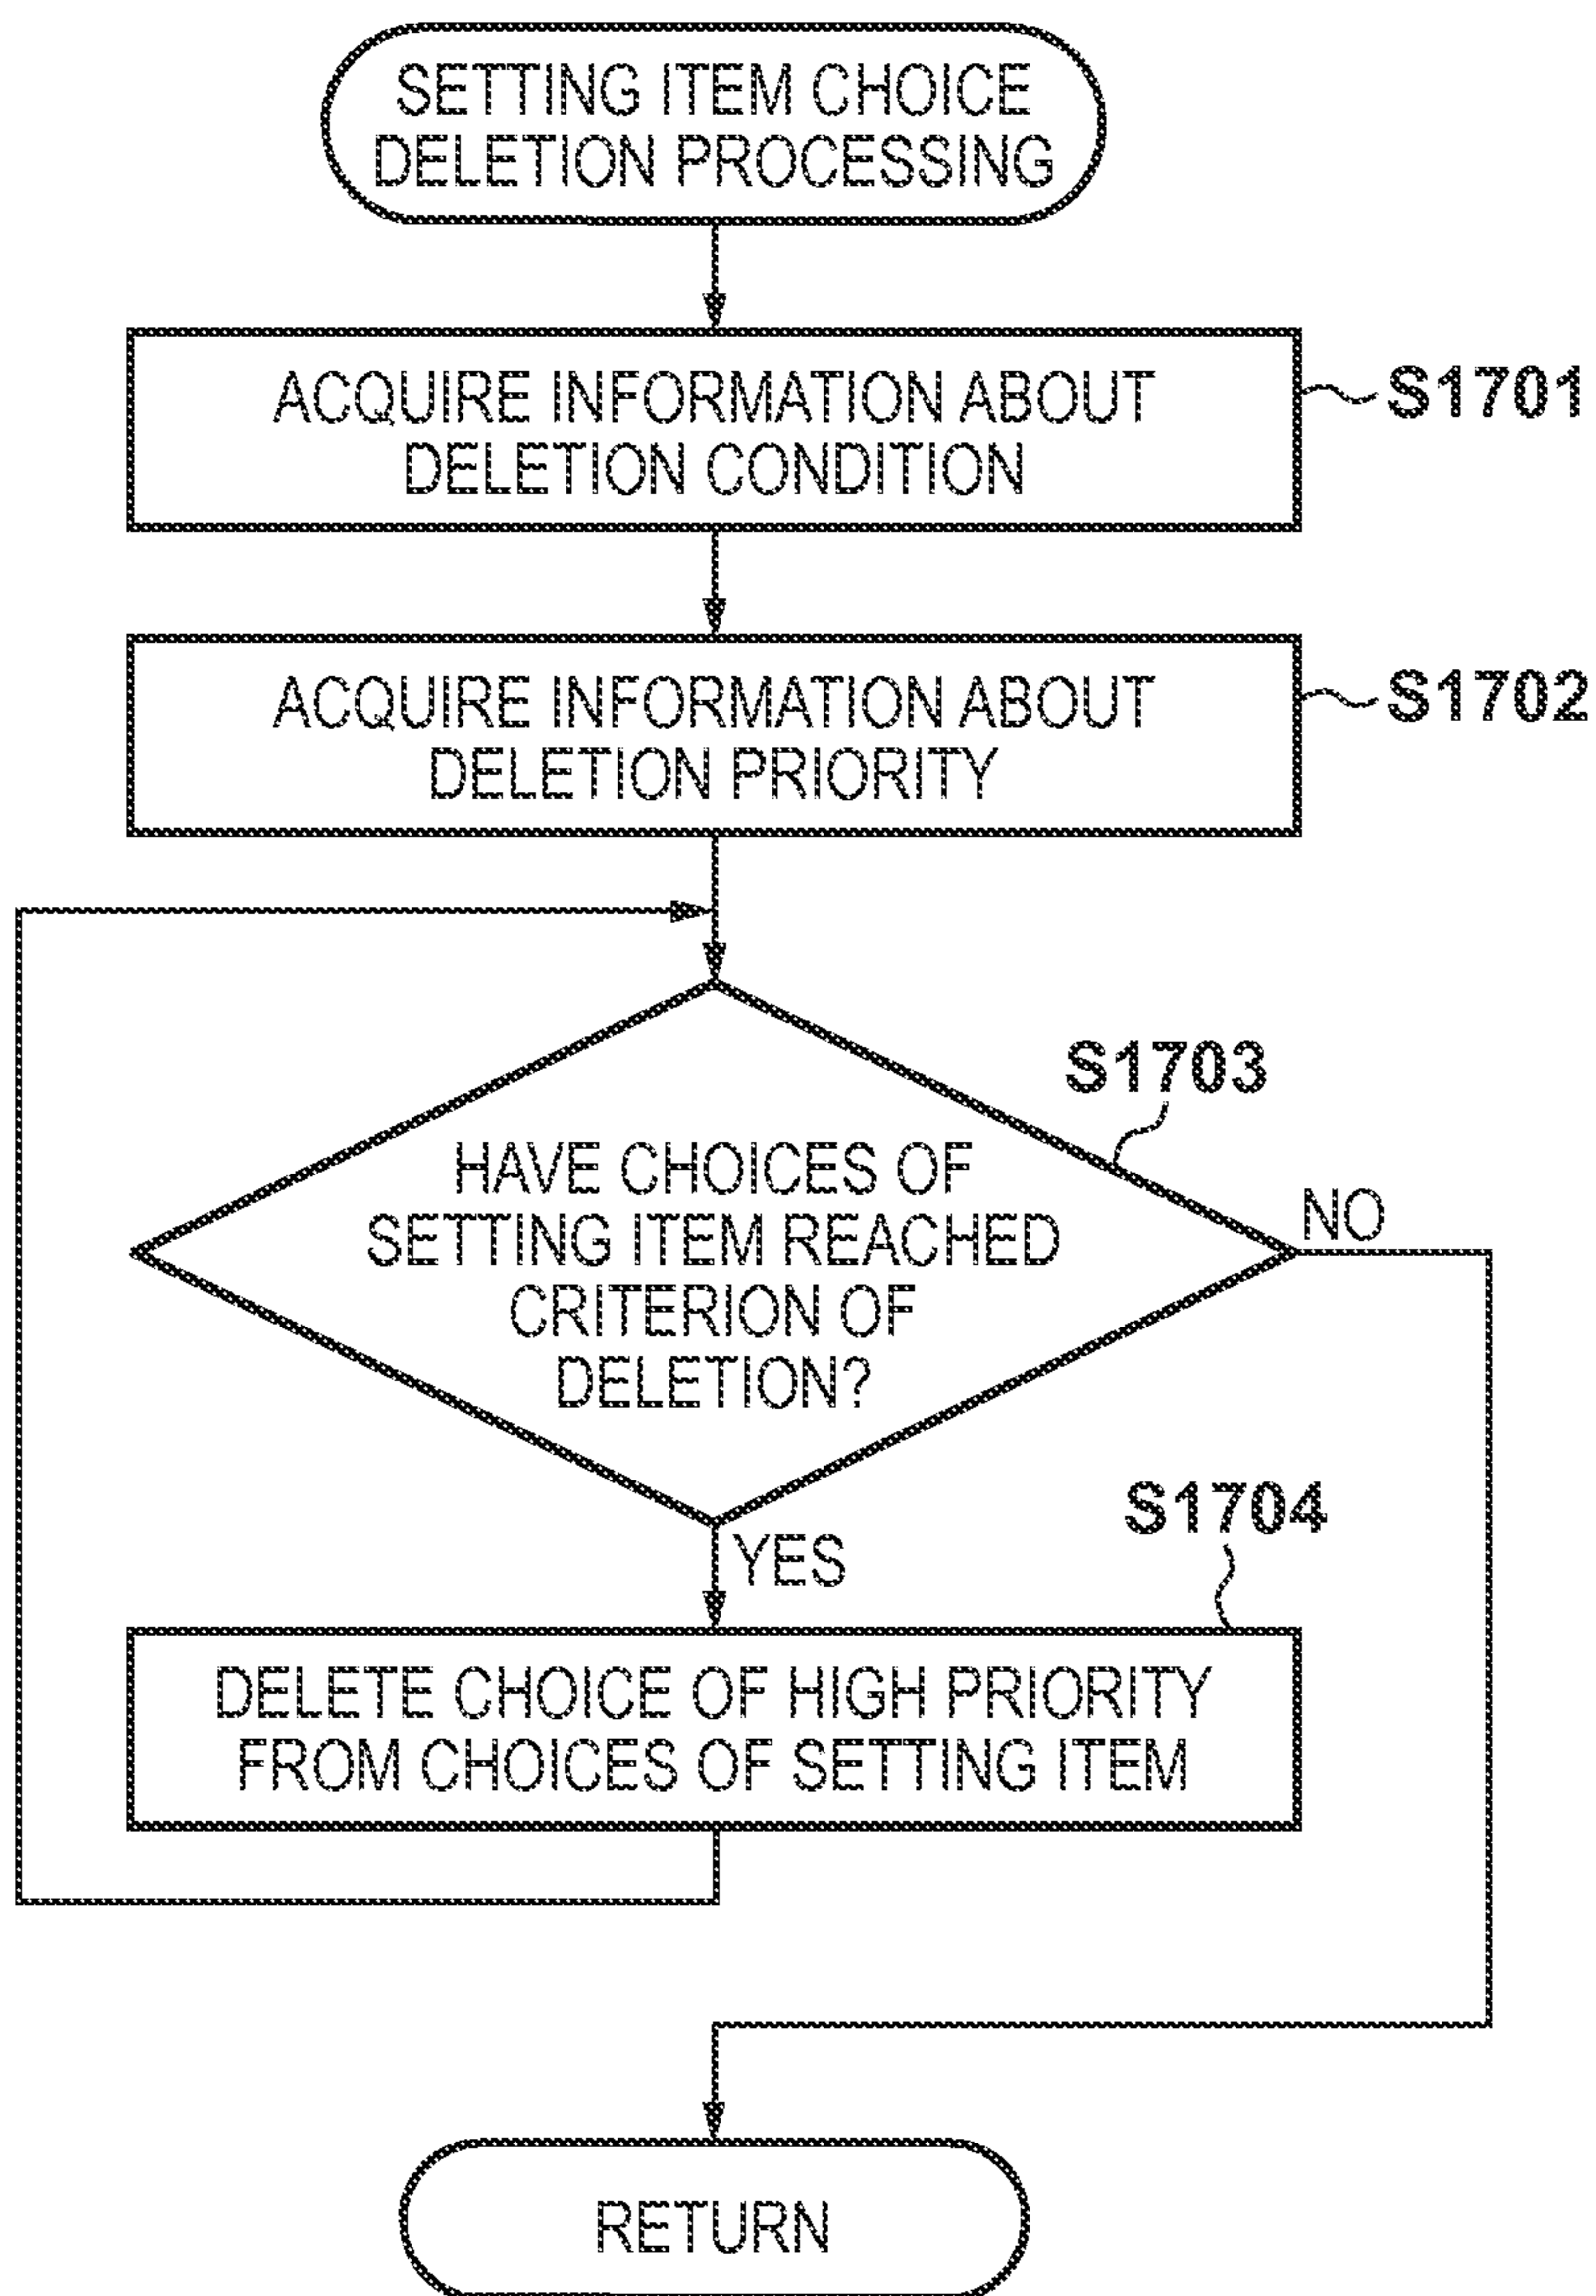 SETTING ITEM CHOICE
DELETION PROCESSING
ACQUIRE INFORMATION ABOUT
DELETION CONDITION
S1701
ACQUIRE INFORMATION ABOUT
DELETION PRIORITY
S1702
S1703
HAVE CHOICES OF
SETTING ITEM REACHED
CRITERION OF
DELETION?
NO
YES
S1704
DELETE CHOICE OF HIGH PRIORITY
FROM CHOICES OF SETTING ITEM
RETURN